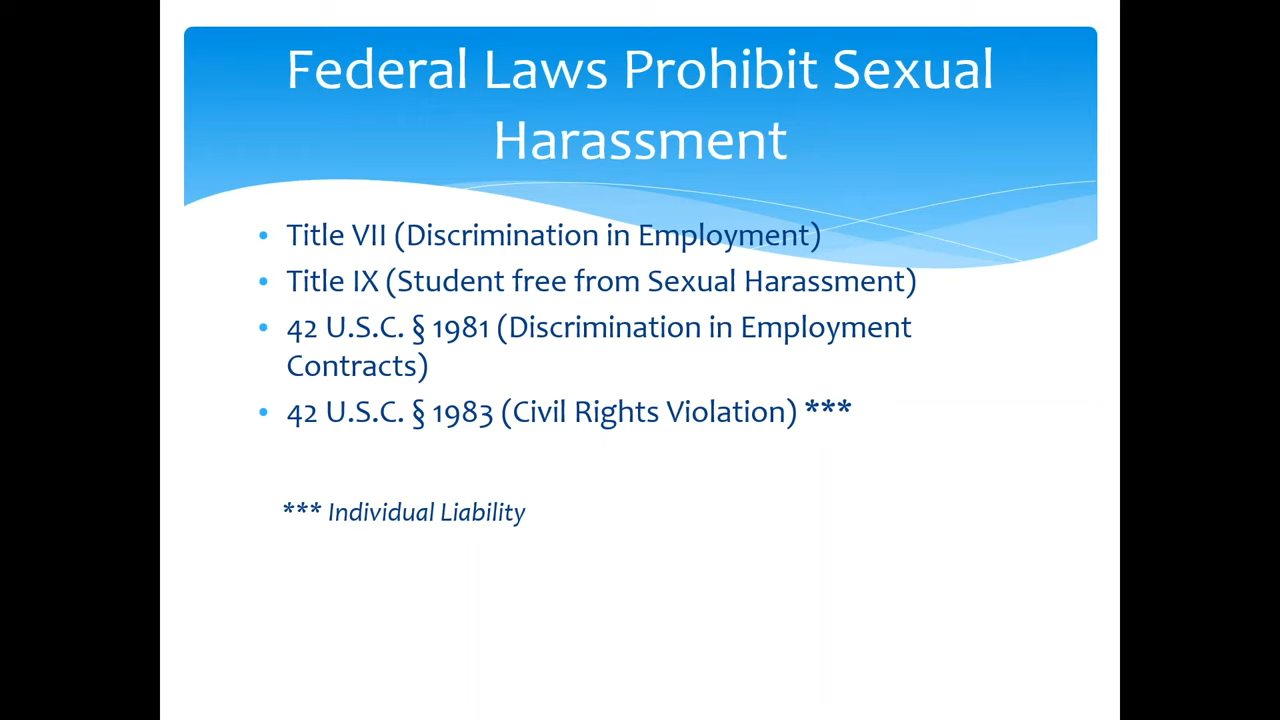 Federal Laws Prohibit Sexual
Harassment
• Title VII (Discrimination in Employment)
• Title IX (Student free from Sexual Harassment)
• 42 U.S.C. § 1981 (Discrimination in Employment
Contracts)
• 42 U.S.C. § 1983 (Civil Rights Violation) ***
*** Individual Liability